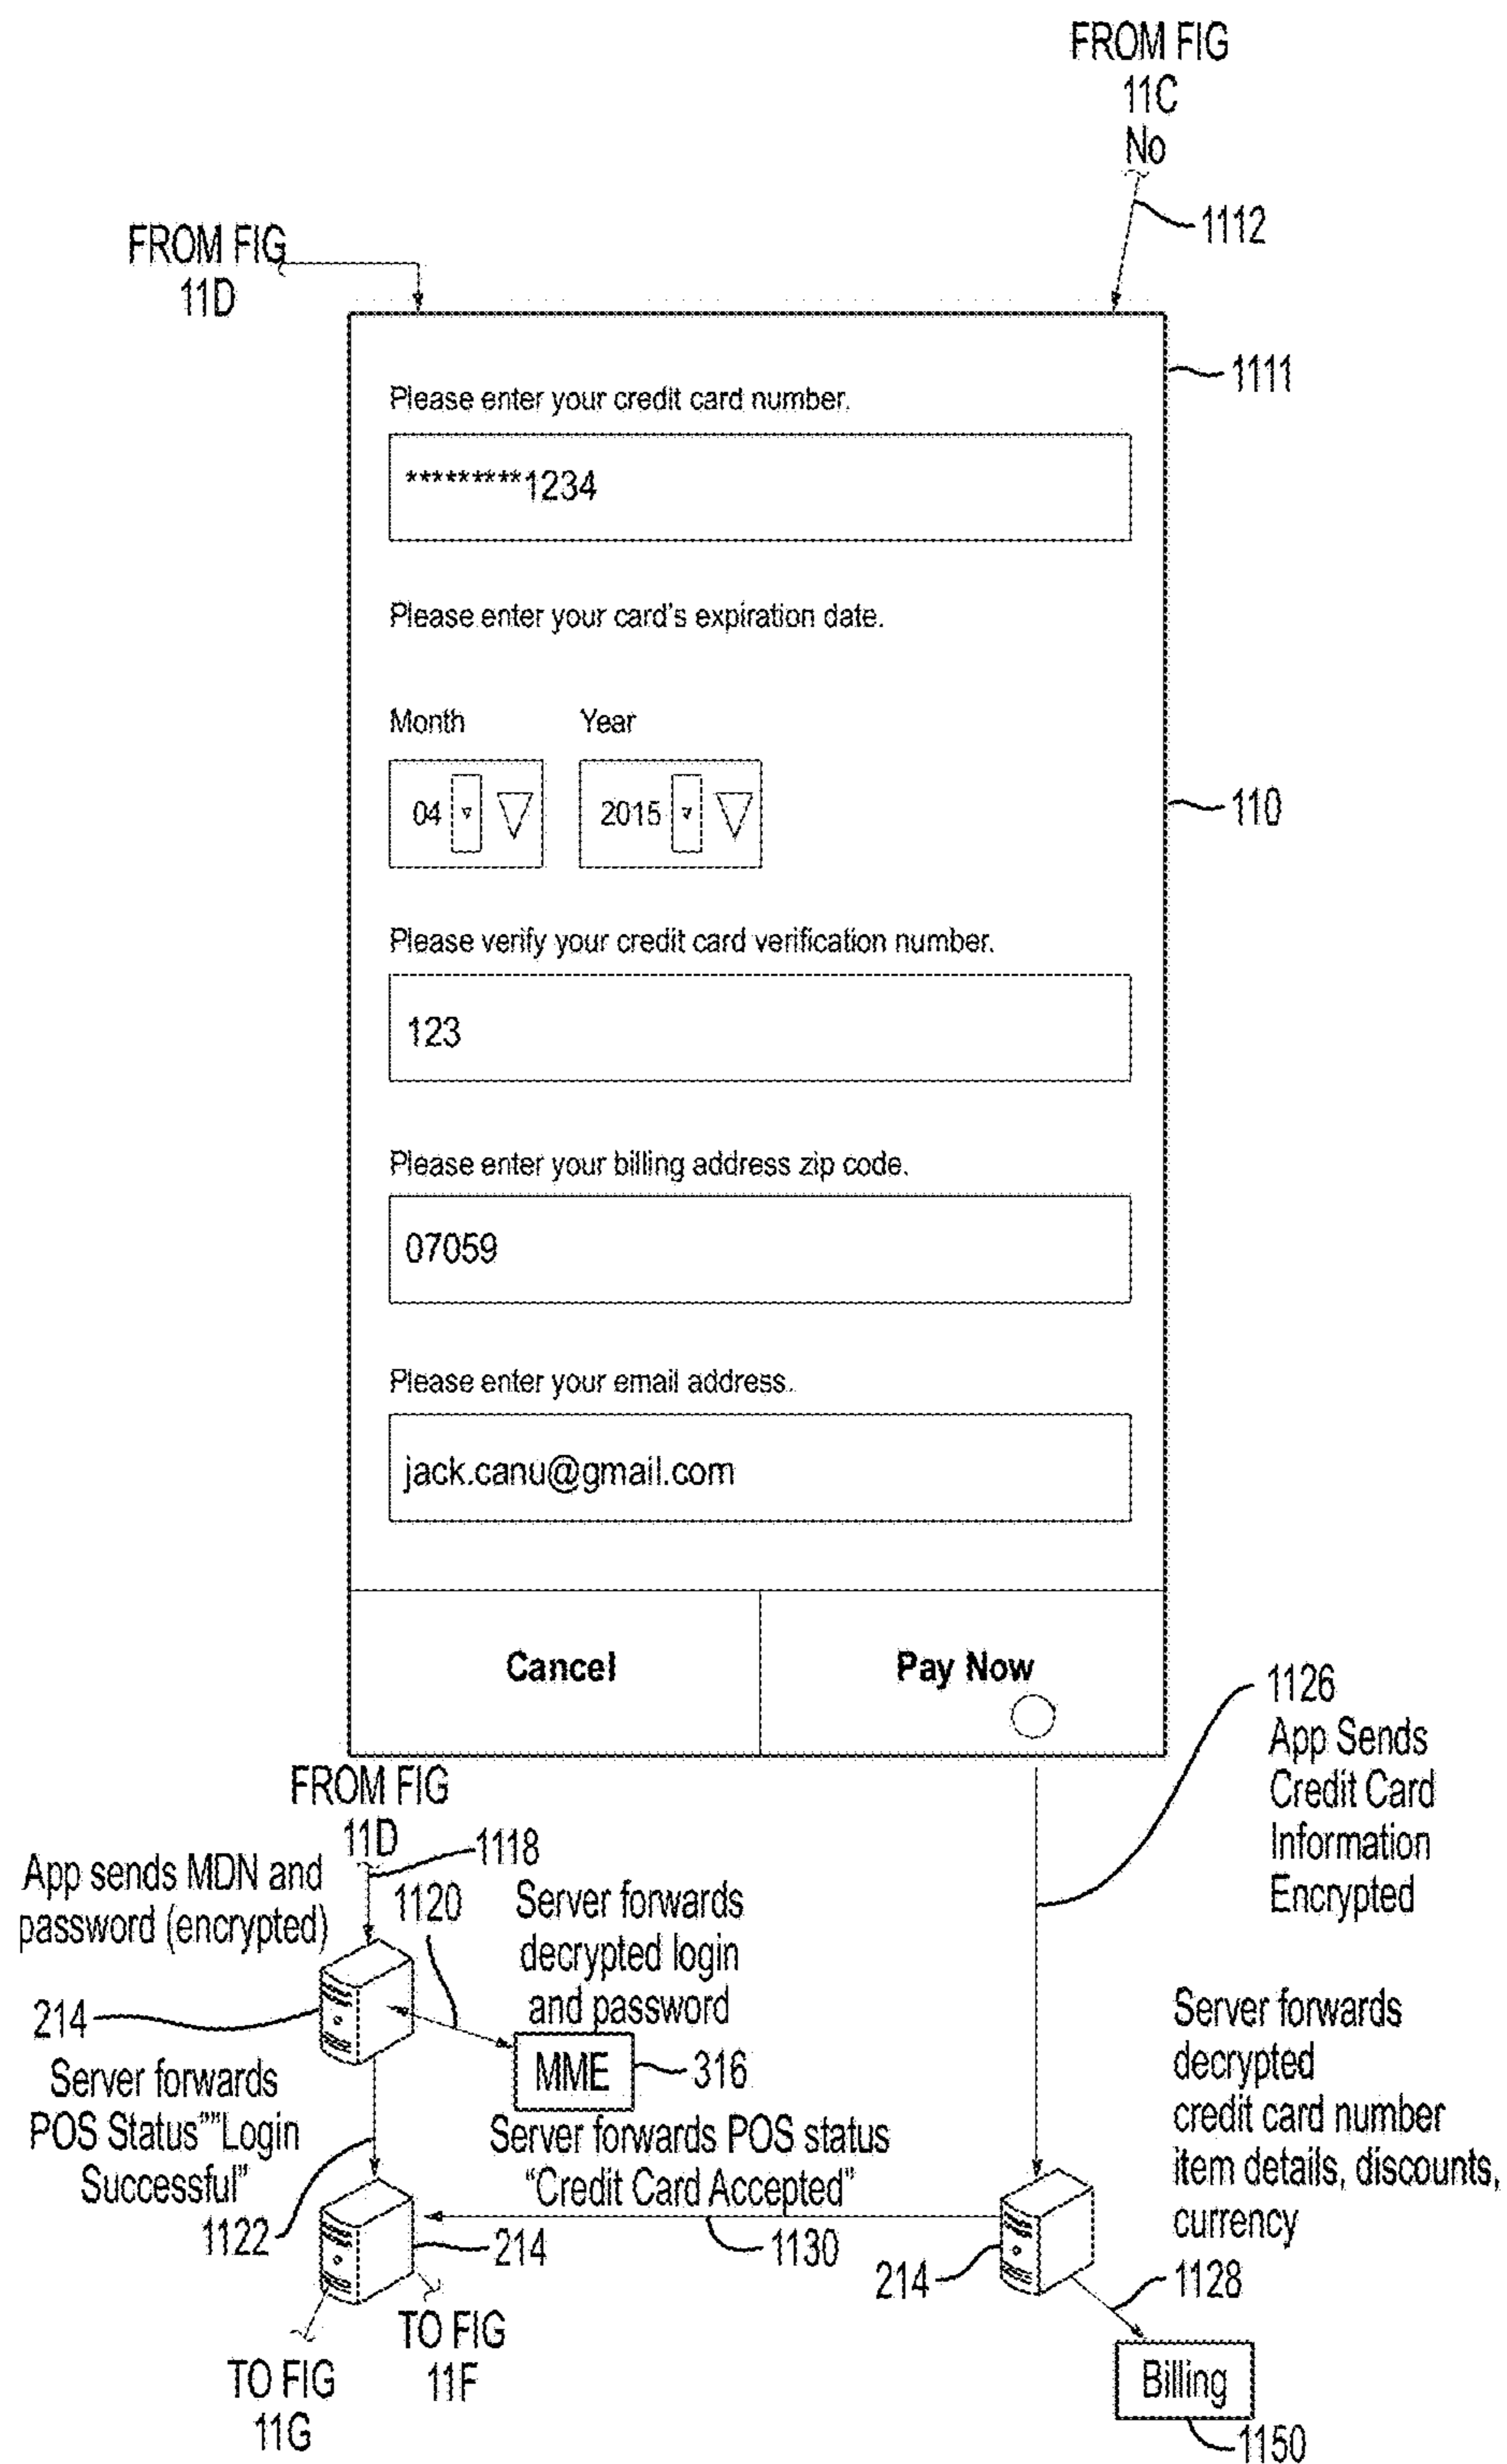 FROM FIG
11C
No
1112
FROM FIG
11D
1111
Please enter your credit card number.
*********1234
Please enter your card's expiration date.
110
Month Year
04 2015
Please verify your credit card verification number.
123
Please enter your billing address zip code.
07059
Please enter your email address.
jack.canu@gmail.com
Cancel Pay Now
1126
App Sends
Credit Card
Information
Encrypted
FROM FIG
11D
1118
App sends MDN and
password (encrypted)
1120
Server forwards
decrypted login
and password
214
MME
316
Server forwards
POS Status""Login
Successful"
1122
Server forwards POS status
"Credit Card Accepted"
1130
214
214
Server forwards
decrypted
credit card number
item details, discounts,
currency
1128
TO FIG
11F
TO FIG
11G
Billing
1150